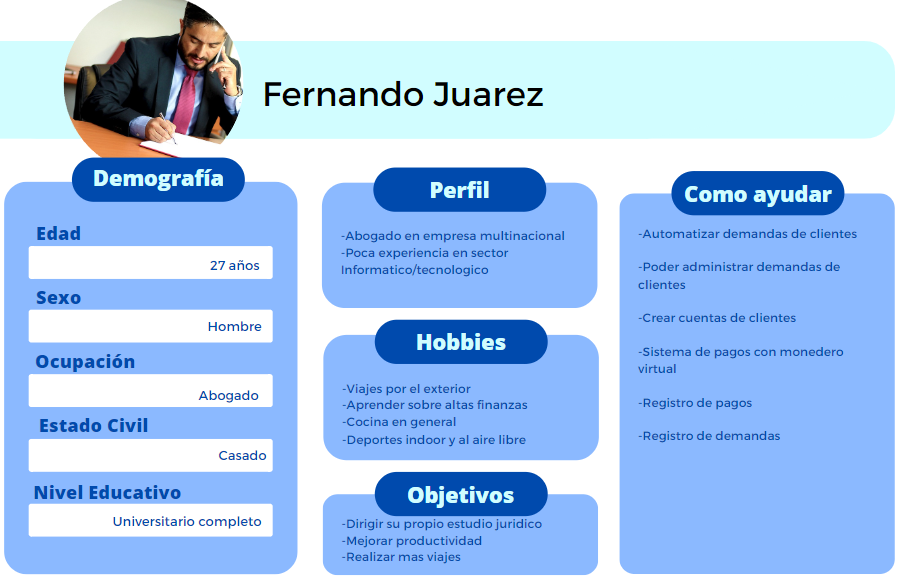 Fernando Juarez
Demografía
Edad
27 años
Sexo
Hombre
Ocupación
Abogado
Estado Civil
Casado
Nivel Educativo
Universitario completo
Perfil
-Abogado en empresa multinacional
-Poca experiencia en sector
Informatico/tecnologico
Hobbies
-Viajes por el exterior
-Aprender sobre altas finanzas
-Cocina en general
-Deportes indoor y al aire libre
Objetivos
-Dirigir su propio estudio juridico
-Mejorar productividad
-Realizar mas viajes
Como ayudar
-Automatizar demandas de clientes
-Poder administrar demandas de
clientes
-Crear cuentas de clientes
-Sistema de pagos con monedero
virtual
-Registro de pagos
-Registro de demandas